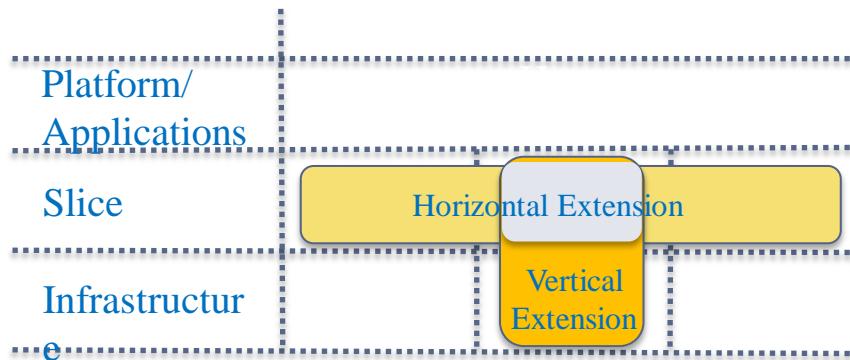 Platform/
Applications
Slice
Horizontal Extension
Infrastructur
e
Vertical
Extension